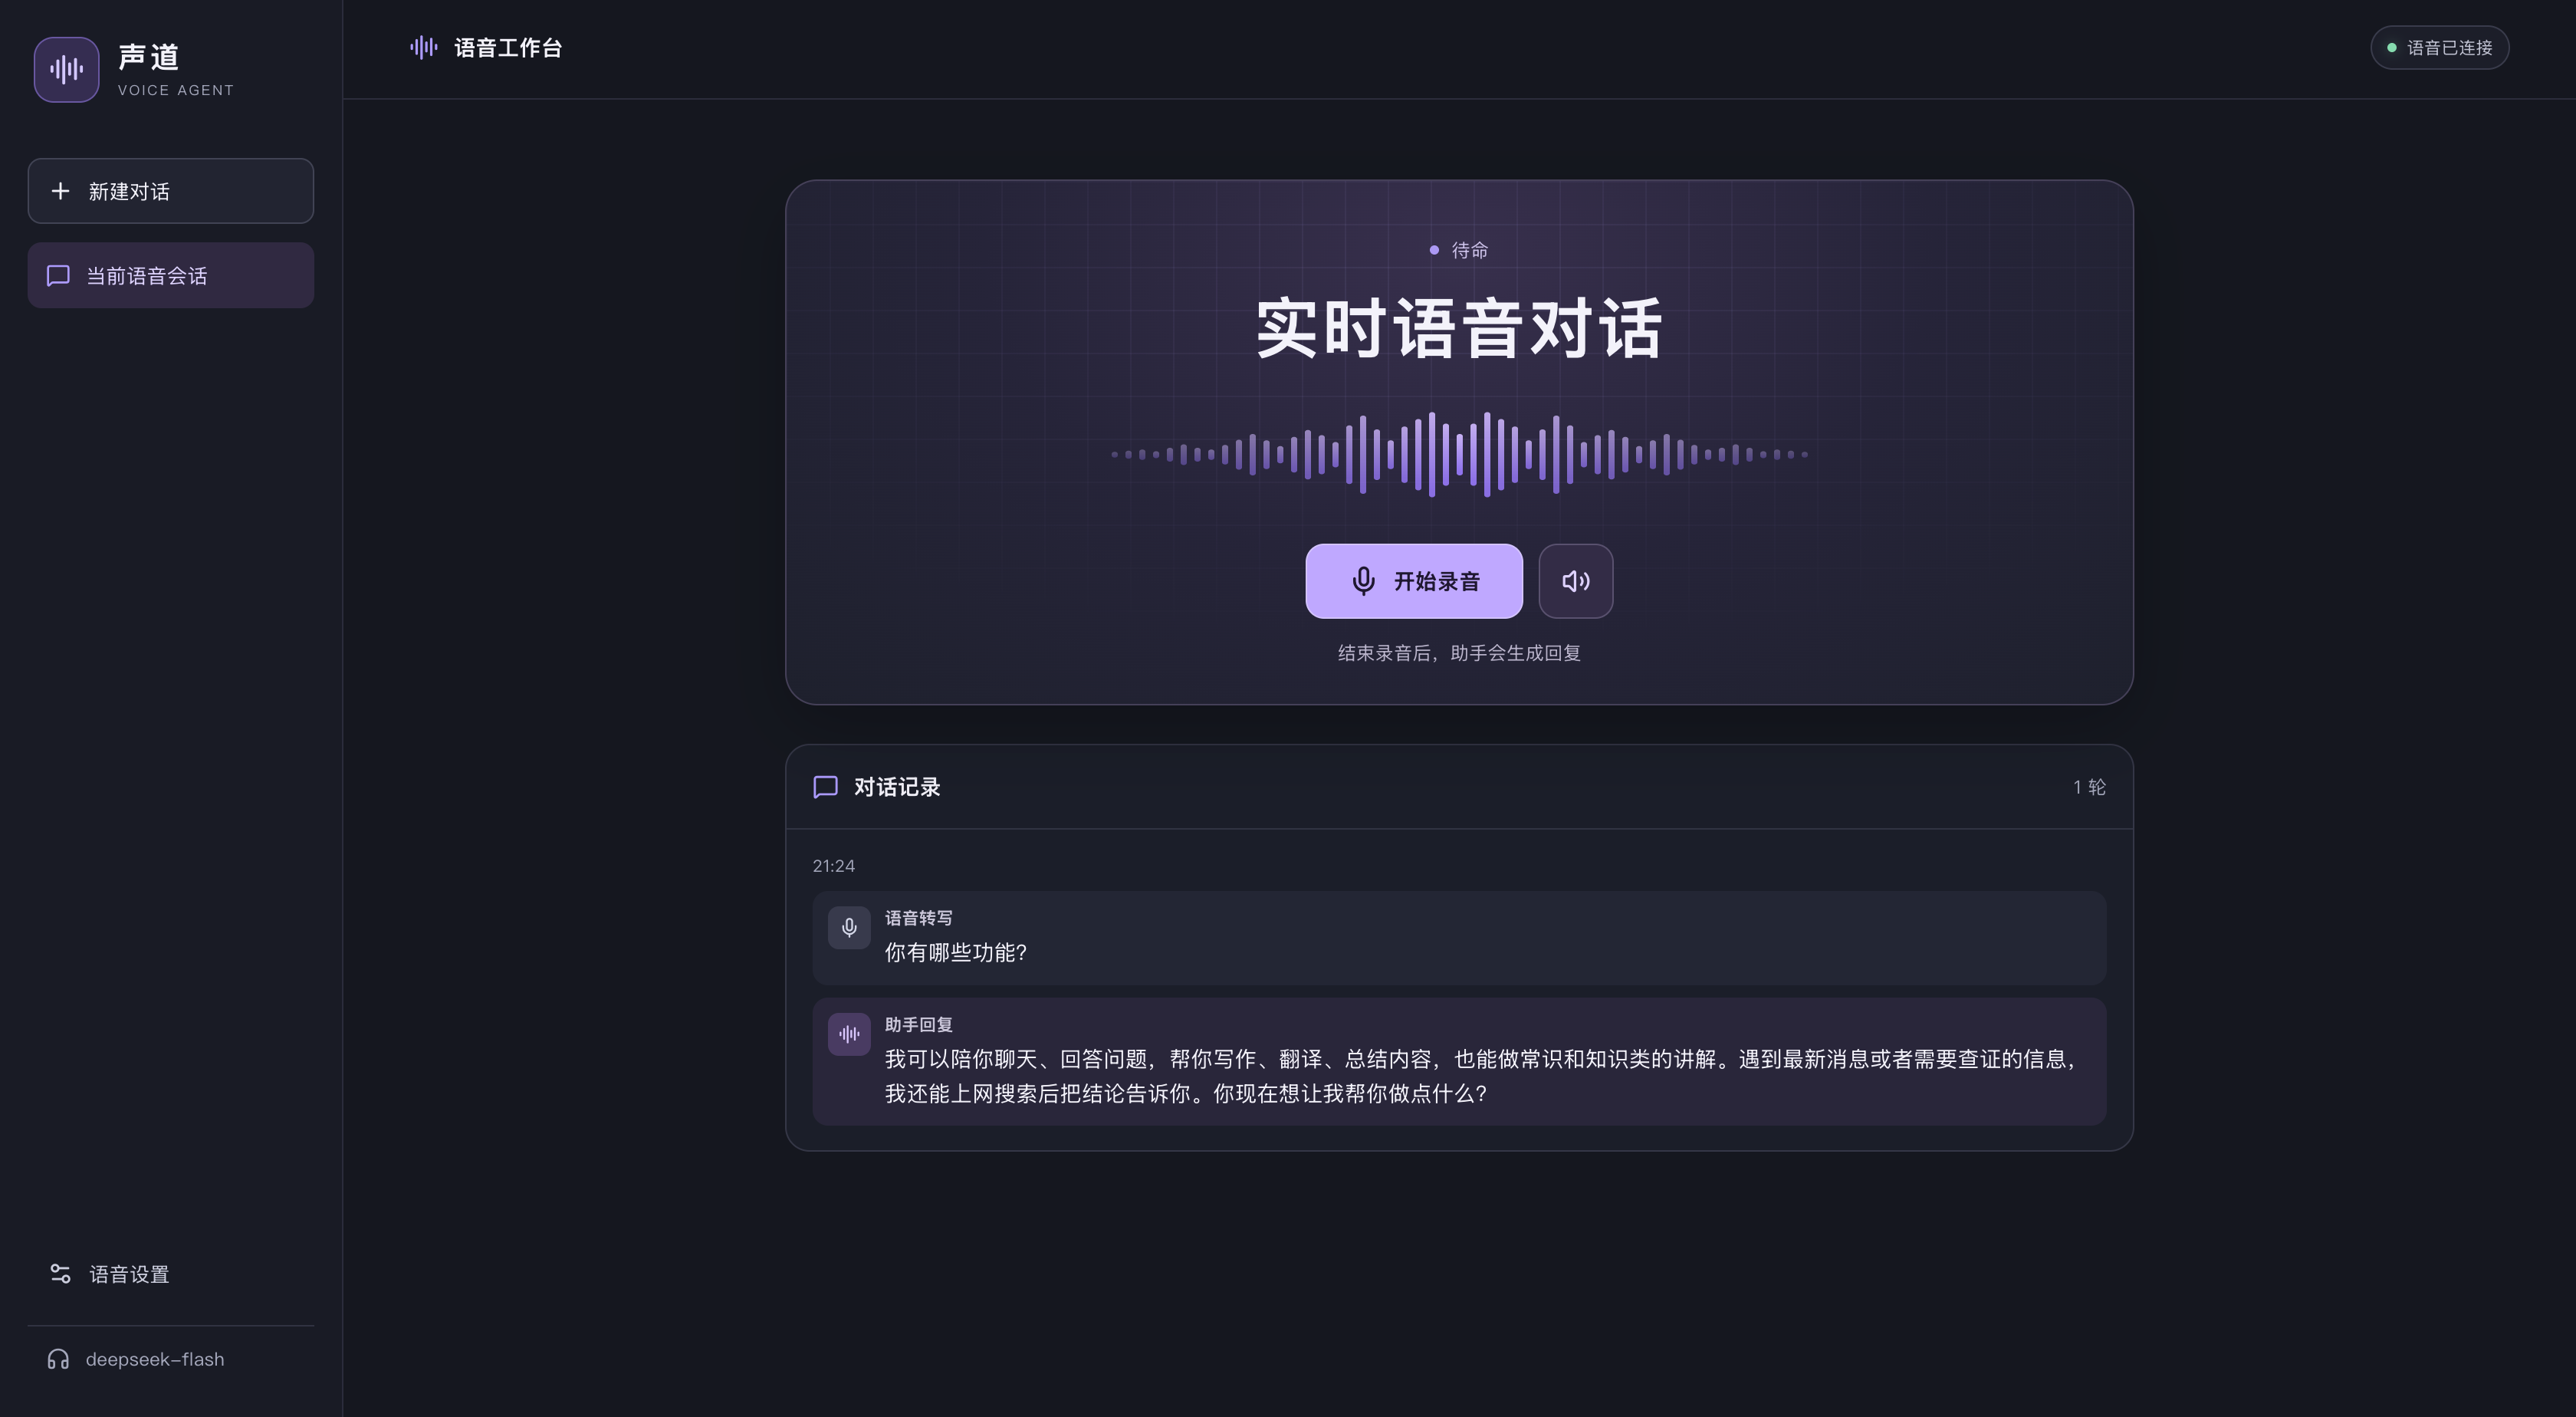 声道
VOICE AGENT
新建对话
当前语音会话
语音设置
deepseek-flash
语音工作台
语音已连接
待命
实时语音对话
开始录音
结束录音后，助手会生成回复
对话记录
1 轮
21:24
语音转写
你有哪些功能？
助手回复
我可以陪你聊天、回答问题，帮你写作、翻译、总结内容，也能做常识和知识类的讲解。遇到最新消息或者需要查证的信息，
我还能上网搜索后把结论告诉你。你现在想让我帮你做点什么？